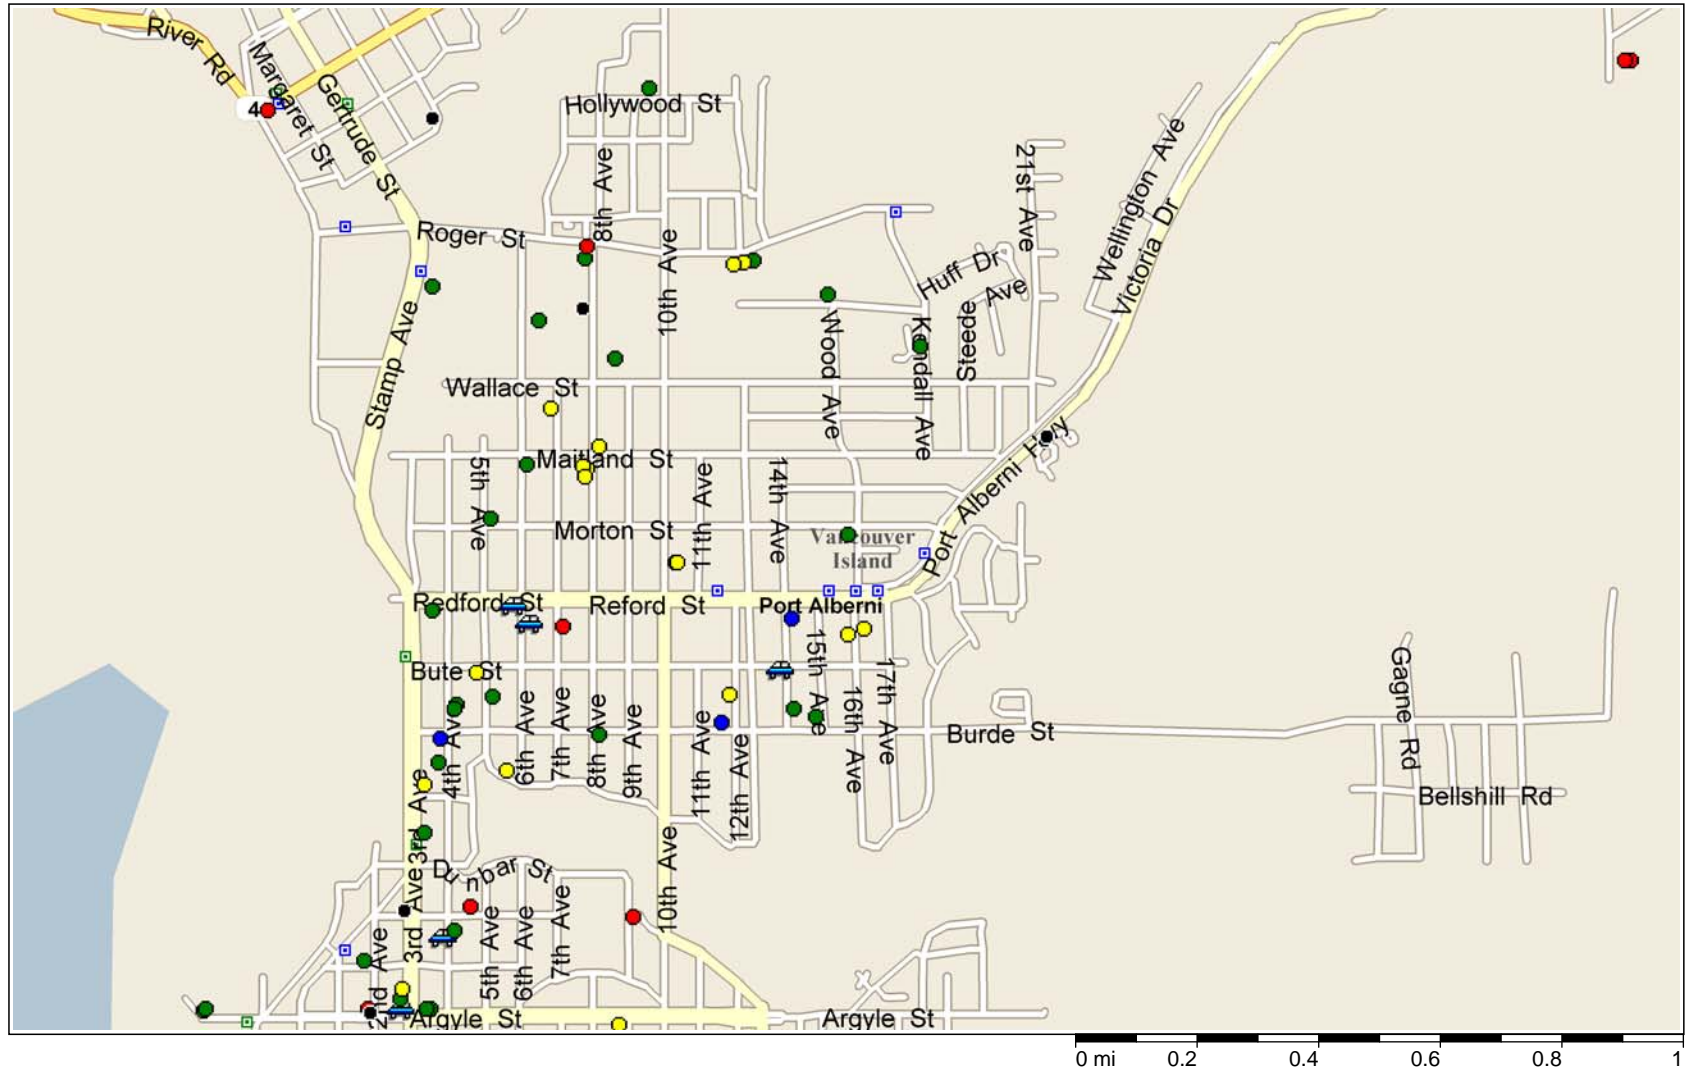 River Rd
Margaret St
Gertrude St
4
Hollywood St
8th Ave
Roger St
10th Ave
21st Ave
Wellington Ave
Victoria Dr
Huff Dr
Steepe Ave
Wood Ave
Kendall Ave
Stamp Ave
Wallace St
Maitland St
5th Ave
11th Ave
14th Ave
Morton St
Vancouver
Island
Port Alberni Hwy
Redford St
Reford St
Port Alberni
Bute St
15th Ave
16th Ave
17th Ave
4th Ave
6th Ave
7th Ave
8th Ave
9th Ave
11th Ave
12th Ave
Burde St
Gagne Rd
Bellshill Rd
3rd Ave
Dunbar St
10th Ave
2nd Ave
3rd Ave
5th Ave
6th Ave
7th Ave
Argyle St
Argyle St
0 mi 0.2 0.4 0.6 0.8 1